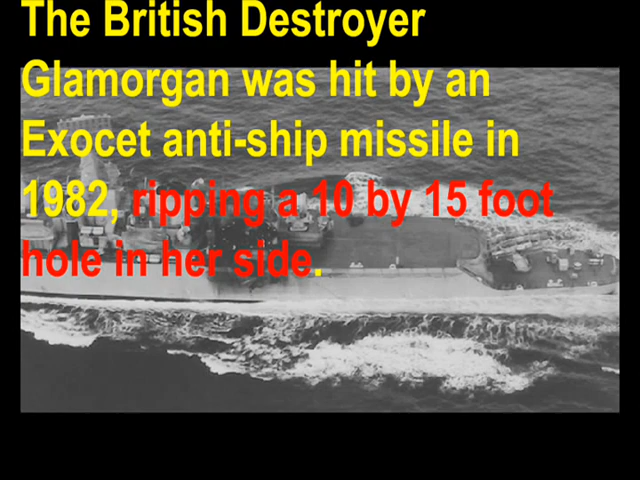 The British Destroyer
Glamorgan was hit by an
Exocet anti-ship missile in
1982, ripping a 10 by 15 foot
hole in her side.